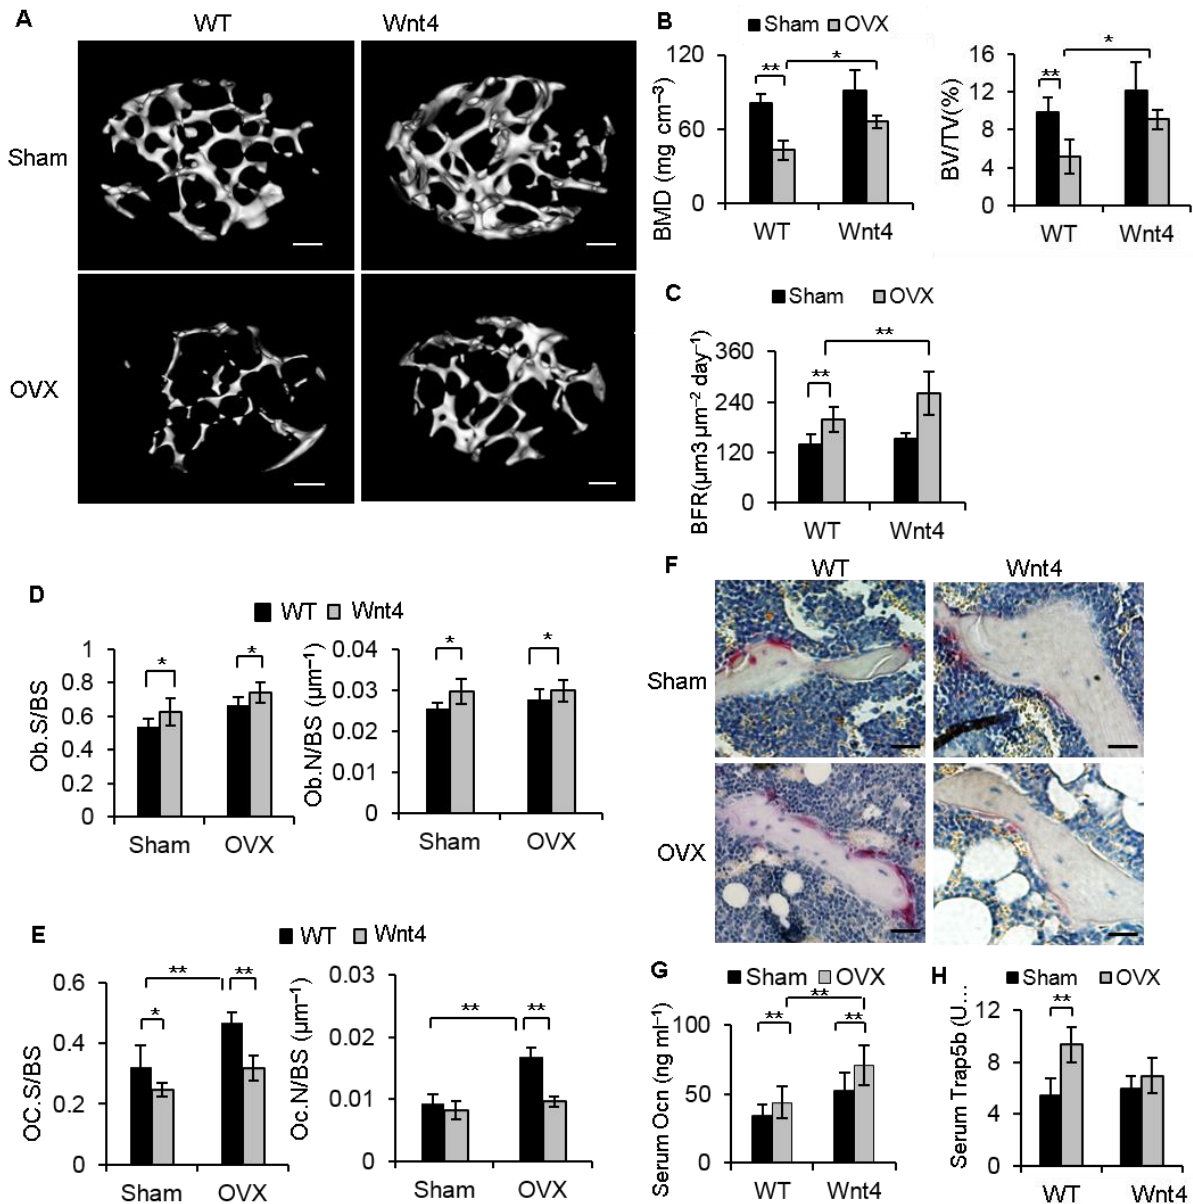 A
WT
Wnt4
Sham
OVX
B
Sham OVX
BMD (mg cm⁻³)
120
60
0
**
*
WT
Wnt4
BV/TV(%)
16
12
8
4
0
**
*
WT
Wnt4
C
Sham OVX
BFR(µm3 µm⁻² day⁻¹)
360
240
120
0
**
**
WT
Wnt4
D
WT Wnt4
Ob.S/BS
1
0.8
0.6
0.4
0.2
0
*
*
Sham
OVX
Ob.N/BS (µm⁻¹)
0.04
0.03
0.02
0.01
0
*
*
Sham
OVX
E
WT Wnt4
OC.S/BS
0.6
0.4
0.2
0
*
**
**
Sham
OVX
Oc.N/BS (µm⁻¹)
0.03
0.02
0.01
0
**
**
Sham
OVX
F
WT
Wnt4
Sham
OVX
G
Sham OVX
Serum Ocn (ng ml⁻¹)
100
50
0
**
**
**
WT
Wnt4
H
Sham OVX
Serum Trap5b (U...
12
8
4
0
**
WT
Wnt4